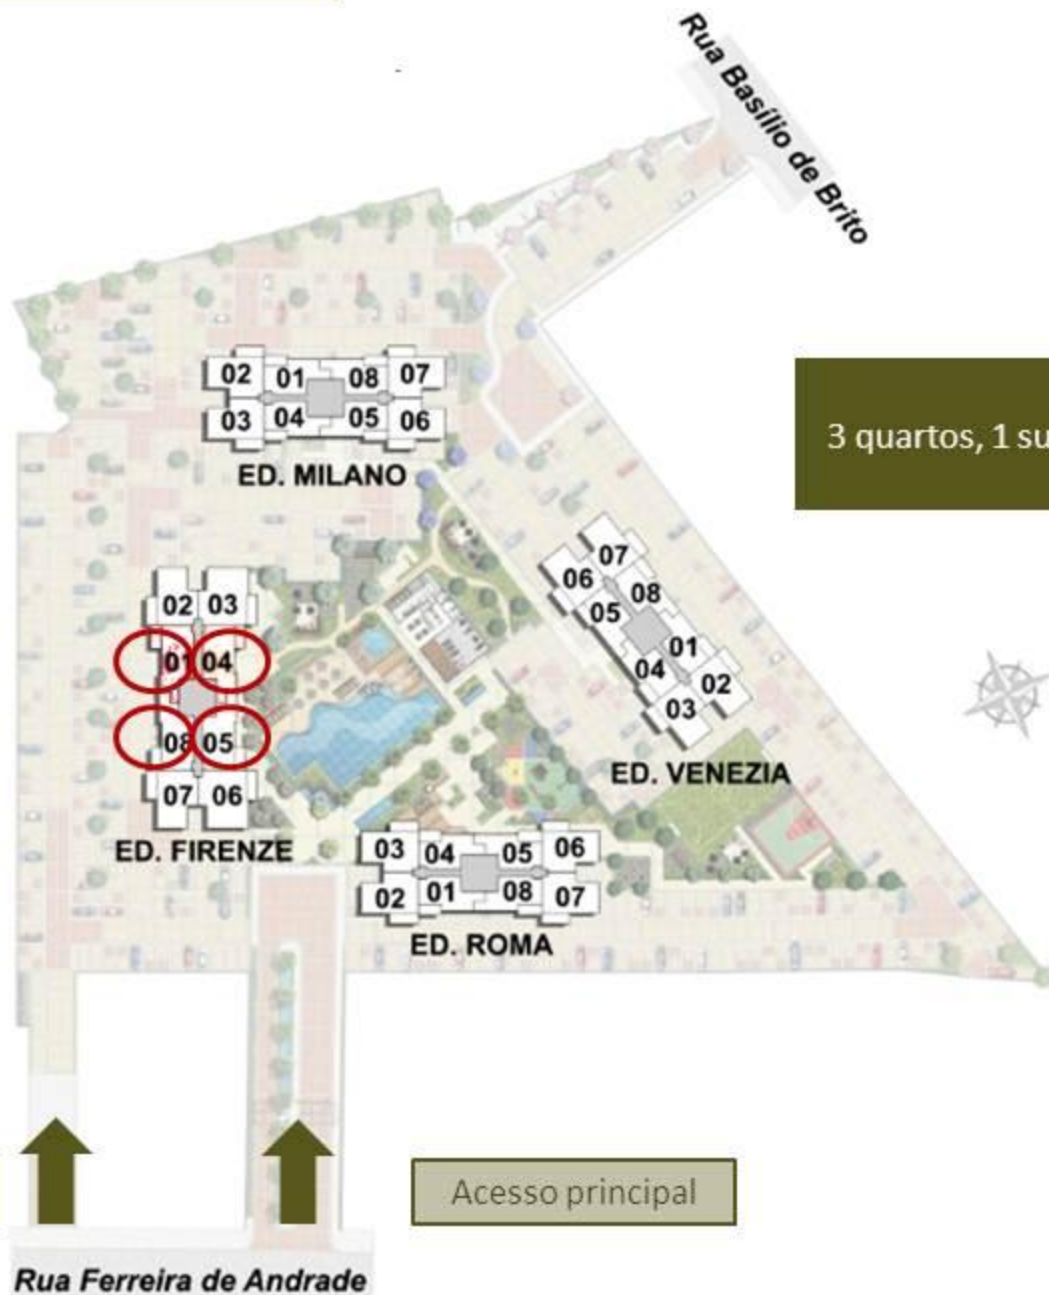 Rua Basílio de Brito
02 01 08 07
03 04 05 06
ED. MILANO
3 quartos, 1 su
07
06 08
05
01
04 02
03
ED. VENEZIA
02 03
01 04
08 05
07 06
ED. FIRENZE
03 04 05 06
02 01 08 07
ED. ROMA
Acesso principal
Rua Ferreira de Andrade